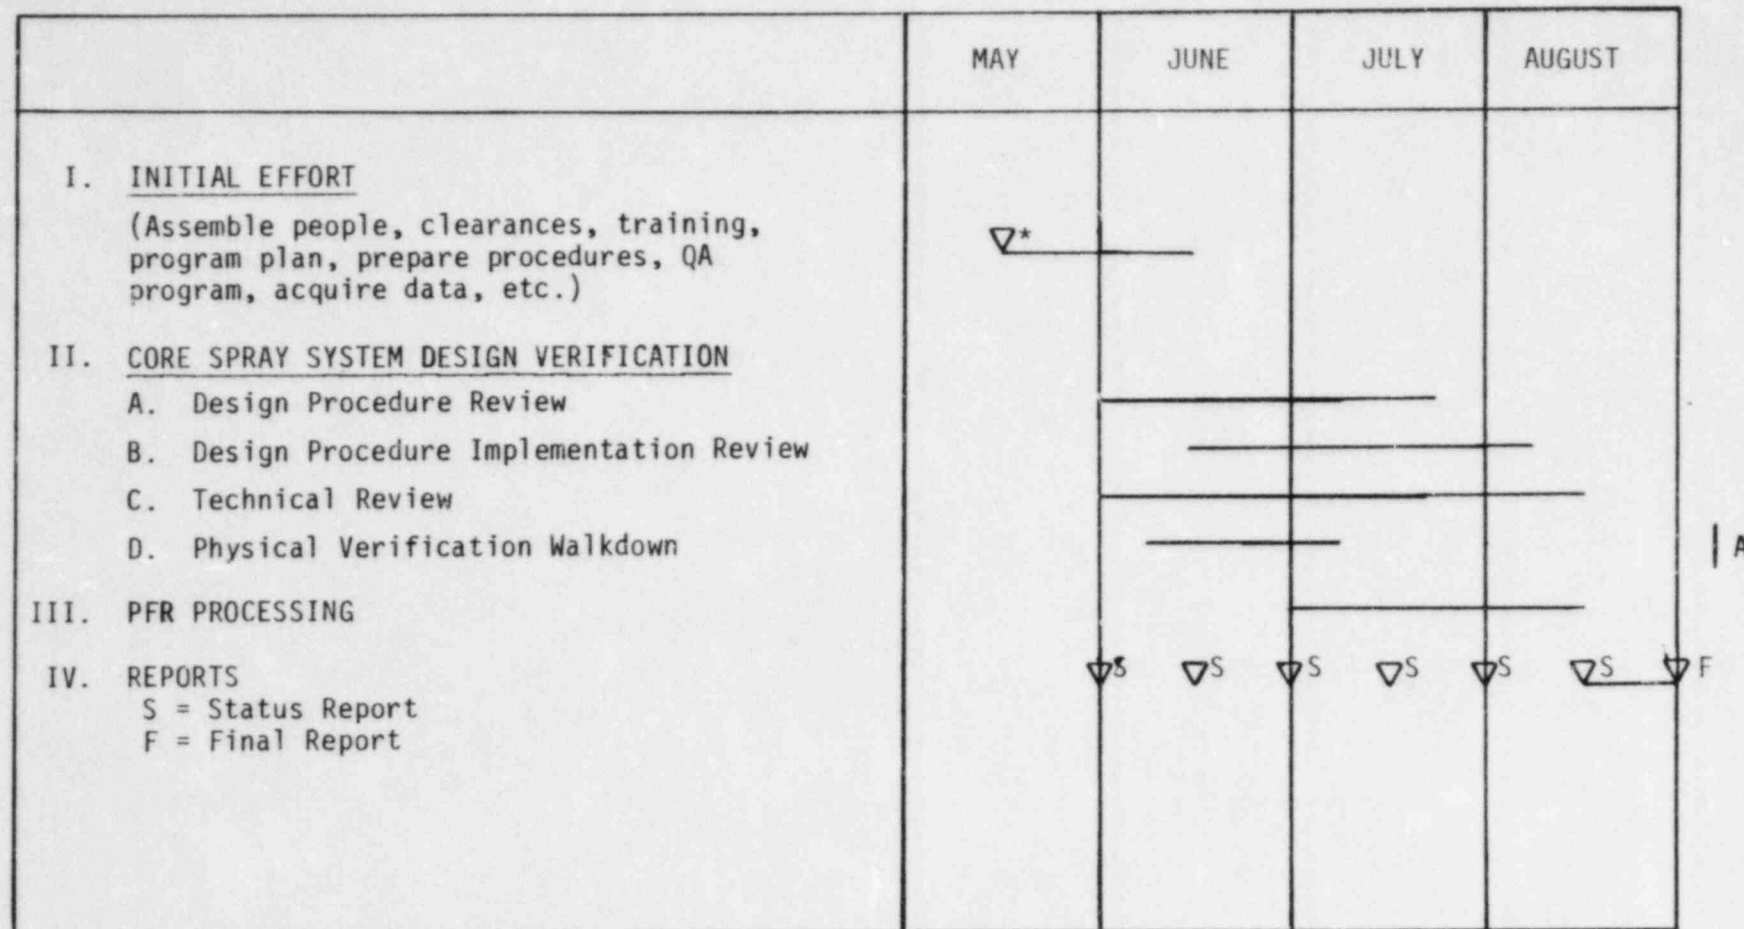 MAY JUNE JULY AUGUST
I. INITIAL EFFORT
(Assemble people, clearances, training,
program plan, prepare procedures, QA
program, acquire data, etc.)
*
II. CORE SPRAY SYSTEM DESIGN VERIFICATION
A. Design Procedure Review
B. Design Procedure Implementation Review
C. Technical Review
D. Physical Verification Walkdown
A
III. PFR PROCESSING
IV. REPORTS
S S S S S S F
S = Status Report
F = Final Report